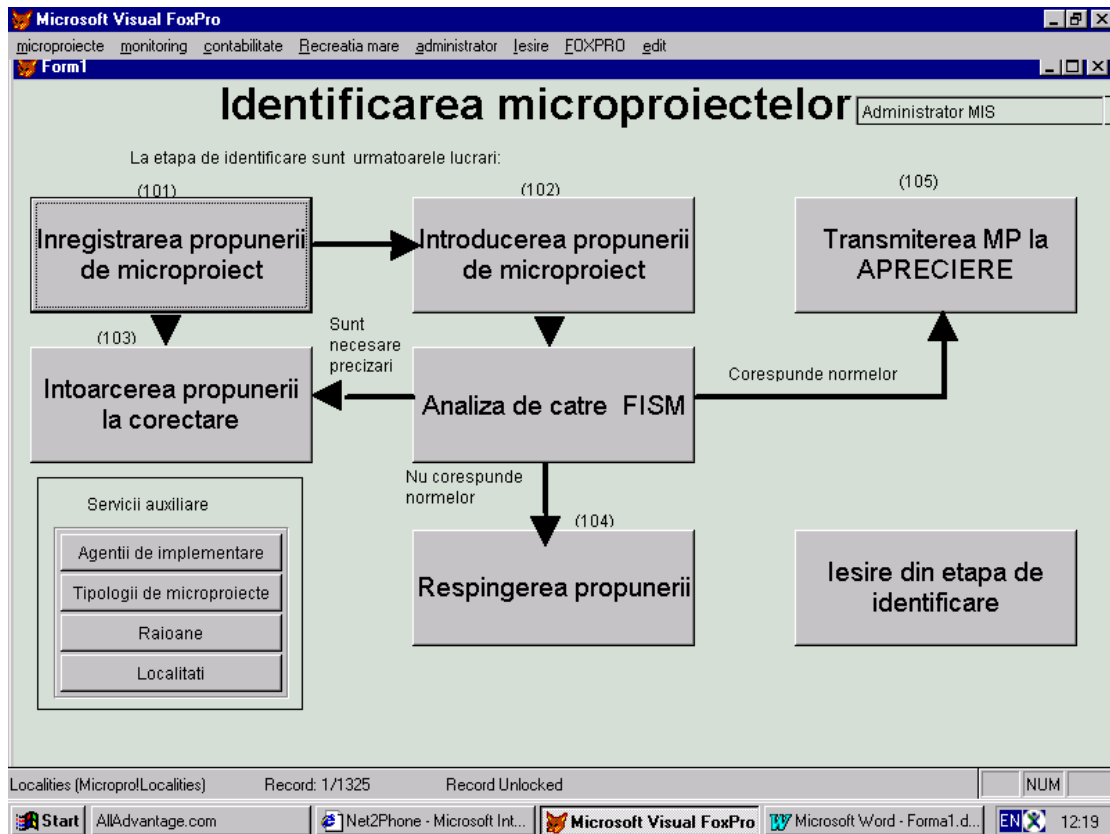 Microsoft Visual FoxPro
microproiecte monitoring contabilitate Recreatia mare administrator Iesire FOXPRO edit
Form1
Identificarea microproiectelor
Administrator MIS
La etapa de identificare sunt urmatoarele lucrari:
(101)
(102)
(105)
Inregistrarea propunerii
de microproiect
Introducerea propunerii
de microproiect
Transmiterea MP la
APRECIERE
(103)
Sunt
necesare
precizari
Intoarcerea propunerii
la corectare
Analiza de catre FISM
Corespunde normelor
Nu corespunde
normelor
Servicii auxiliare
Agentii de implementare
Tipologii de microproiecte
Raioane
Localitati
(104)
Respingerea propunerii
Iesire din etapa de
identificare
Localities (Micropro!Localities) Record: 1/1325 Record Unlocked NUM
Start AllAdvantage.com Net2Phone - Microsoft Int... Microsoft Visual FoxPro Microsoft Word - Forma1.d... EN 12:19